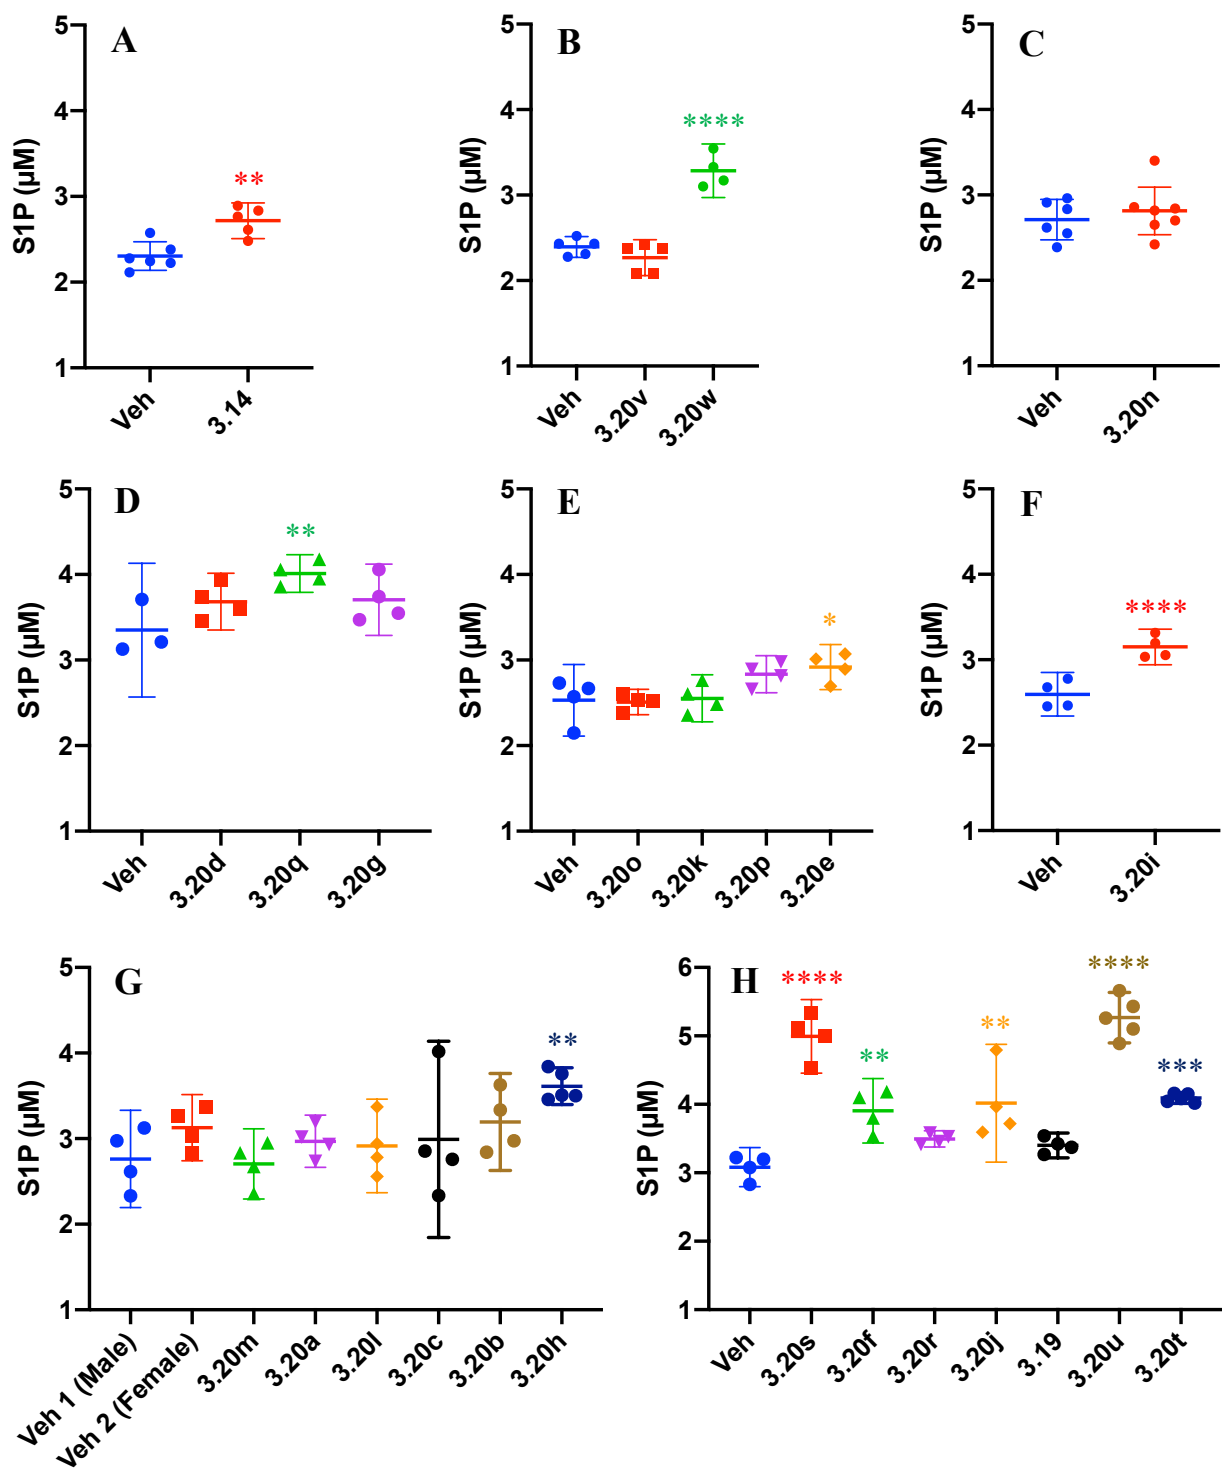 A
5
4
3
2
1
S1P (µM)
**
Veh
3.14
B
5
4
3
2
1
S1P (µM)
****
Veh
3.20v
3.20w
C
5
4
3
2
1
S1P (µM)
Veh
3.20n
D
5
4
3
2
1
S1P (µM)
**
Veh
3.20d
3.20q
3.20g
E
5
4
3
2
1
S1P (µM)
*
Veh
3.20o
3.20k
3.20p
3.20e
F
5
4
3
2
1
S1P (µM)
****
Veh
3.20i
G
5
4
3
2
1
S1P (µM)
**
Veh 1 (Male)
Veh 2 (Female)
3.20m
3.20a
3.20l
3.20c
3.20b
3.20h
H
6
5
4
3
2
1
S1P (µM)
****
**
**
****
***
Veh
3.20s
3.20f
3.20r
3.20j
3.19
3.20u
3.20t